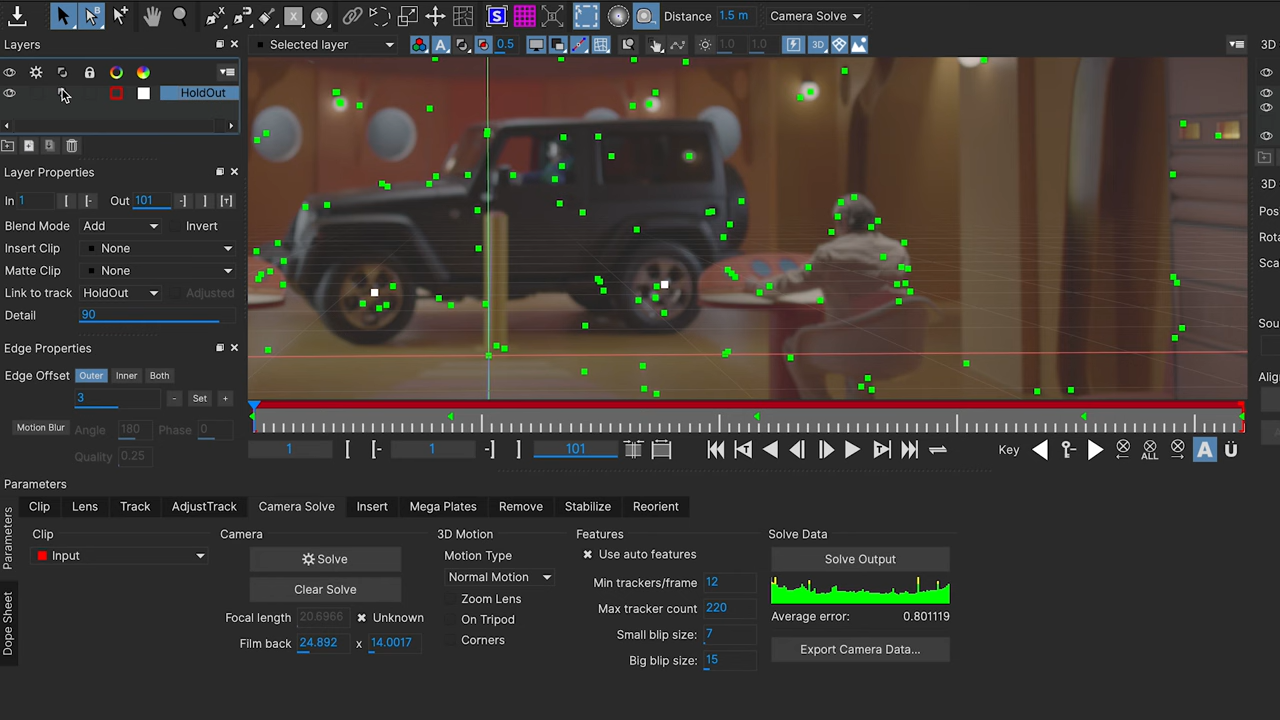 S
Distance 1.5 m Camera Solve
Layers
Selected layer
A
0.5
1.0 1.0
3D
3D
HoldOut
Layer Properties
In 1 [ [- Out 101 -] ] [T]
Blend Mode Add Invert
Insert Clip None
Matte Clip None
Link to track HoldOut Adjusted
Detail 90
Edge Properties
Edge Offset Outer Inner Both
3 - Set +
Motion Blur Angle 180 Phase 0
Quality 0.25
3D
Pos
Rota
Sca
Sou
Align
1 [ [- 1 -] ] 101
Key
ALL
A Ü
Parameters
Parameters
Dope Sheet
Clip Lens Track AdjustTrack Camera Solve Insert Mega Plates Remove Stabilize Reorient
Clip
Input
Camera
Solve
Clear Solve
Focal length 20.6966 Unknown
Film back 24.892 x 14.0017
3D Motion
Motion Type
Normal Motion
Zoom Lens
On Tripod
Corners
Features
Use auto features
Min trackers/frame 12
Max tracker count 220
Small blip size: 7
Big blip size: 15
Solve Data
Solve Output
Average error: 0.801119
Export Camera Data...